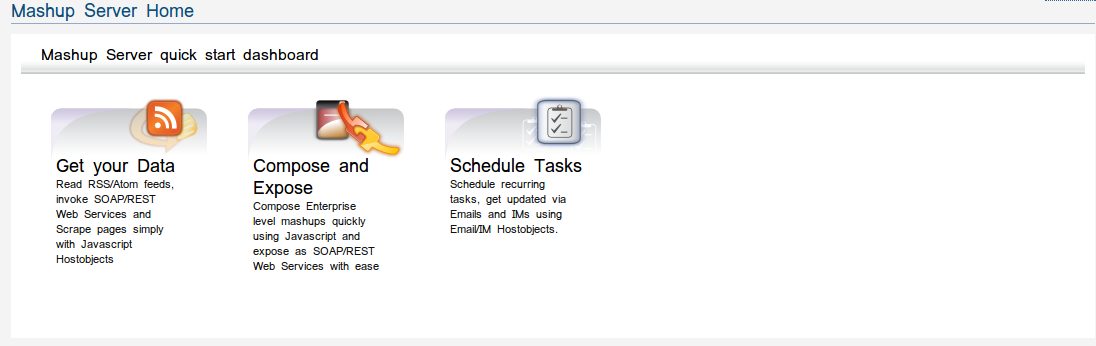 Mashup Server Home
Mashup Server quick start dashboard
Get your Data
Read RSS/Atom feeds,
invoke SOAP/REST
Web Services and
Scrape pages simply
with Javascript
Hostobjects
Compose and
Expose
Compose Enterprise
level mashups quickly
using Javascript and
expose as SOAP/REST
Web Services with ease
Schedule Tasks
Schedule recurring
tasks, get updated via
Emails and IMs using
Email/IM Hostobjects.